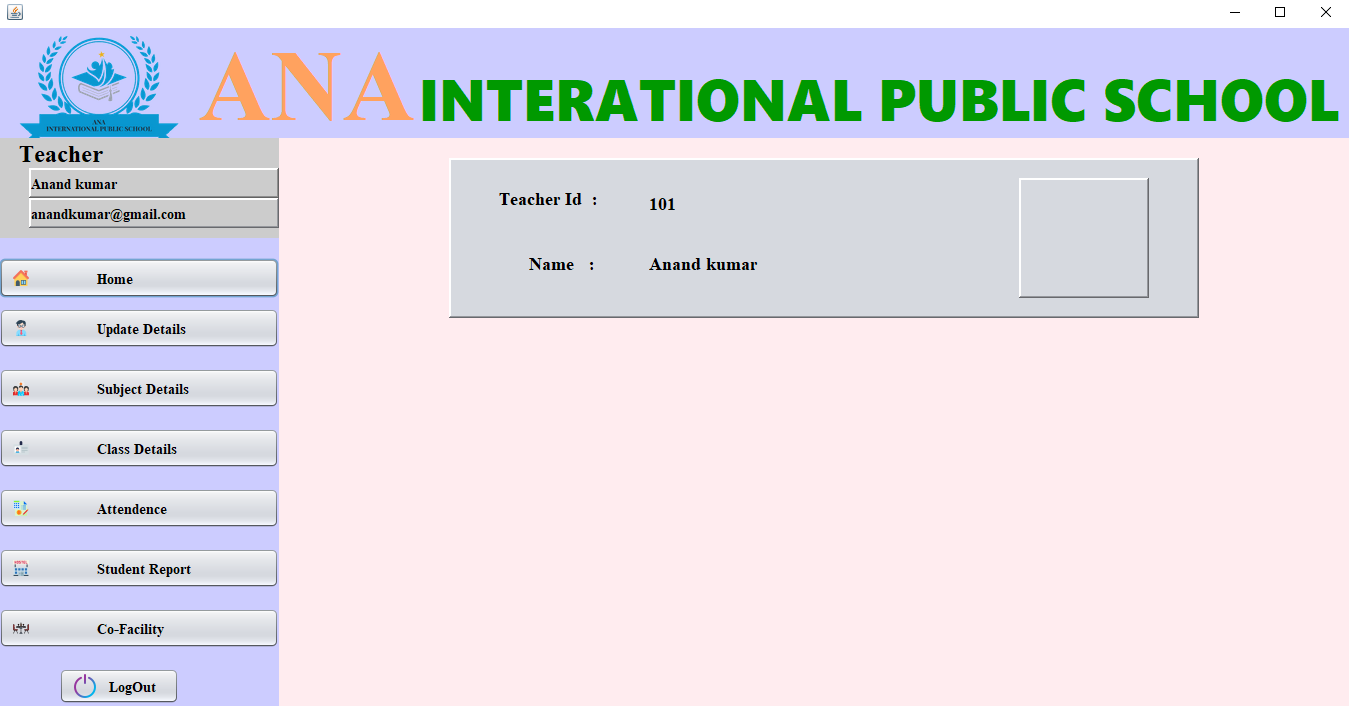 ANA INTERATIONAL PUBLIC SCHOOL
ANA
INTERNATIONAL PUBLIC SCHOOL
Teacher
Anand kumar
anandkumar@gmail.com
Home
Update Details
Subject Details
Class Details
Attendence
Student Report
Co-Facility
LogOut
Teacher Id :
101
Name :
Anand kumar